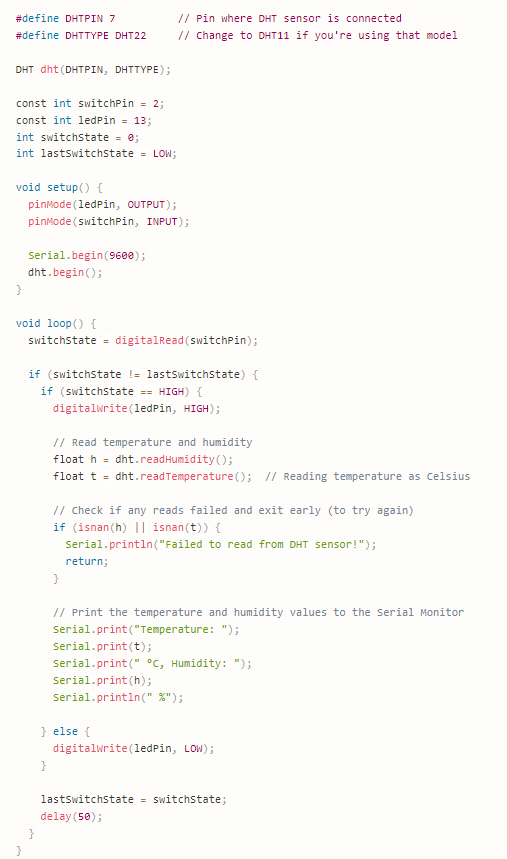 #define DHTPIN 7          // Pin where DHT sensor is connected
#define DHTTYPE DHT22     // Change to DHT11 if you're using that model

DHT dht(DHTPIN, DHTTYPE);

const int switchPin = 2;
const int ledPin = 13;
int switchState = 0;
int lastSwitchState = LOW;

void setup() {
  pinMode(ledPin, OUTPUT);
  pinMode(switchPin, INPUT);

  Serial.begin(9600);
  dht.begin();
}

void loop() {
  switchState = digitalRead(switchPin);

  if (switchState != lastSwitchState) {
    if (switchState == HIGH) {
      digitalWrite(ledPin, HIGH);

      // Read temperature and humidity
      float h = dht.readHumidity();
      float t = dht.readTemperature();  // Reading temperature as Celsius

      // Check if any reads failed and exit early (to try again)
      if (isnan(h) || isnan(t)) {
        Serial.println("Failed to read from DHT sensor!");
        return;
      }

      // Print the temperature and humidity values to the Serial Monitor
      Serial.print("Temperature: ");
      Serial.print(t);
      Serial.print(" °C, Humidity: ");
      Serial.print(h);
      Serial.println(" %");

    } else {
      digitalWrite(ledPin, LOW);
    }

    lastSwitchState = switchState;
    delay(50);
  }
}